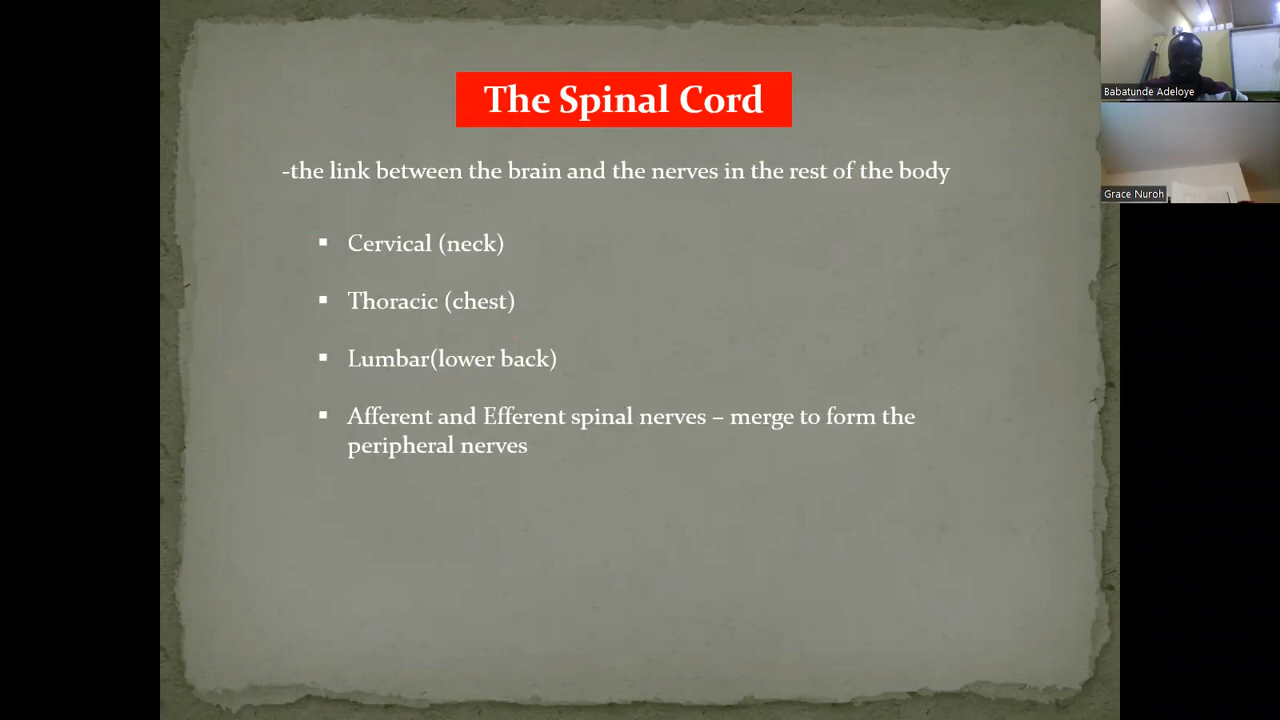 The Spinal Cord
-the link between the brain and the nerves in the rest of the body
▪ Cervical (neck)
▪ Thoracic (chest)
▪ Lumbar(lower back)
▪ Afferent and Efferent spinal nerves – merge to form the
peripheral nerves
Babatunde Adeloye
Grace Nuroh